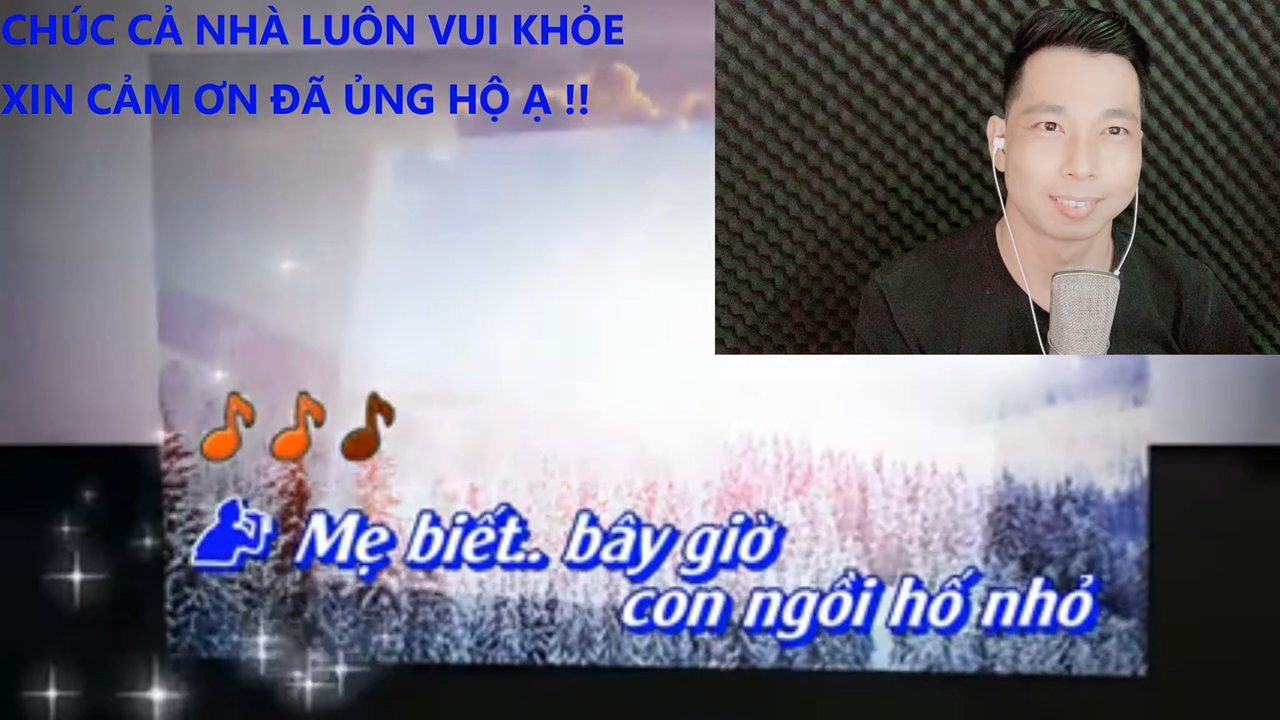 CHÚC CẢ NHÀ LUÔN VUI KHỎE
XIN CẢM ƠN ĐÃ ỦNG HỘ Ạ !!
Mẹ biết. bây giờ
con ngồi hố nhỏ